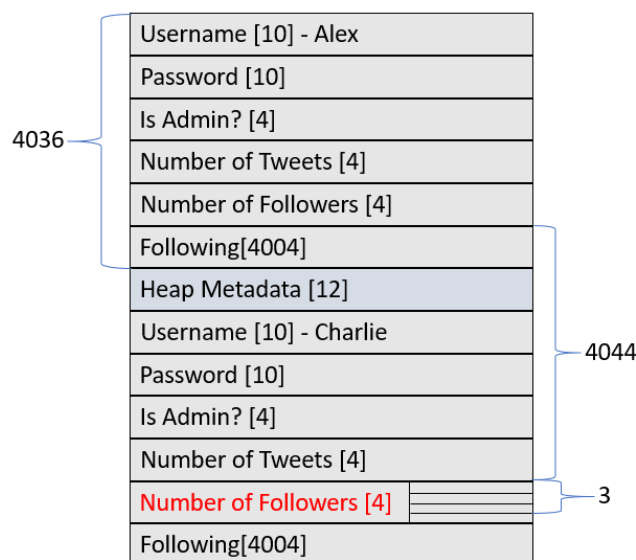 Username [10] - Alex
Password [10]
Is Admin? [4]
4036
Number of Tweets [4]
Number of Followers [4]
Following[4004]
Heap Metadata [12]
Username [10] - Charlie
4044
Password [10]
Is Admin? [4]
Number of Tweets [4]
Number of Followers [4]
3
Following[4004]